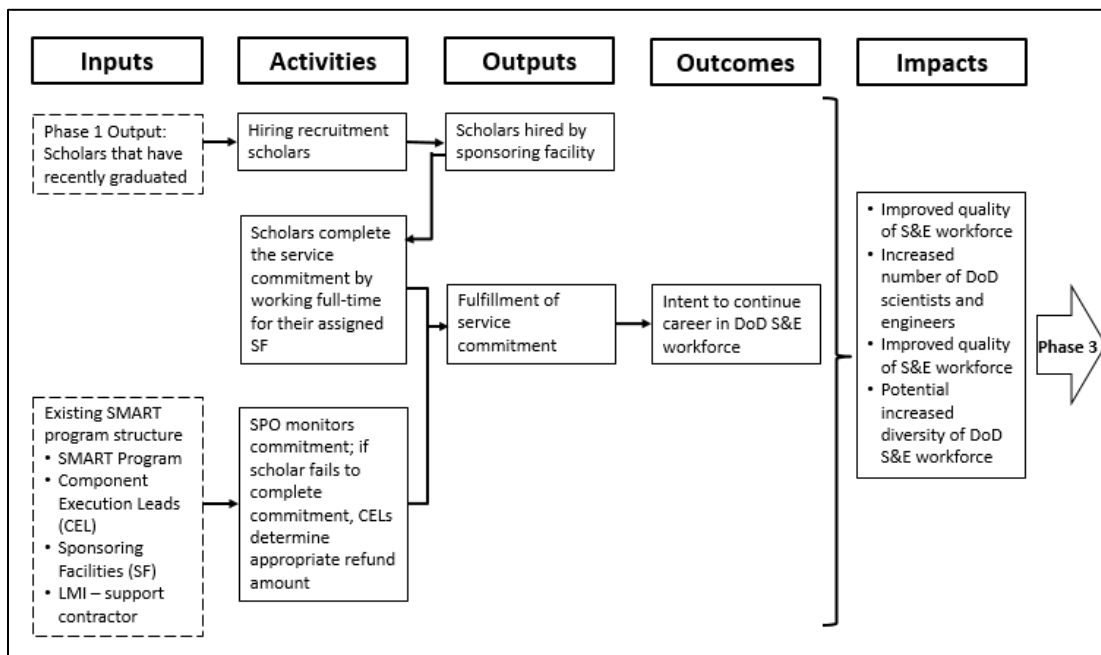 Inputs
Activities
Outputs
Outcomes
Impacts
Phase 1 Output:
Scholars that have
recently graduated
Hiring recruitment
scholars
Scholars hired by
sponsoring facility
Scholars complete
the service
commitment by
working full-time
for their assigned
SF
Fulfillment of
service
commitment
Intent to continue
career in DoD S&E
workforce
Existing SMART
program structure
• SMART Program
• Component
Execution Leads
(CEL)
• Sponsoring
Facilities (SF)
• LMI – support
contractor
SPO monitors
commitment; if
scholar fails to
complete
commitment, CELs
determine
appropriate refund
amount
• Improved quality
of S&E workforce
• Increased
number of DoD
scientists and
engineers
• Improved quality
of S&E workforce
• Potential
increased
diversity of DoD
S&E workforce
Phase 3